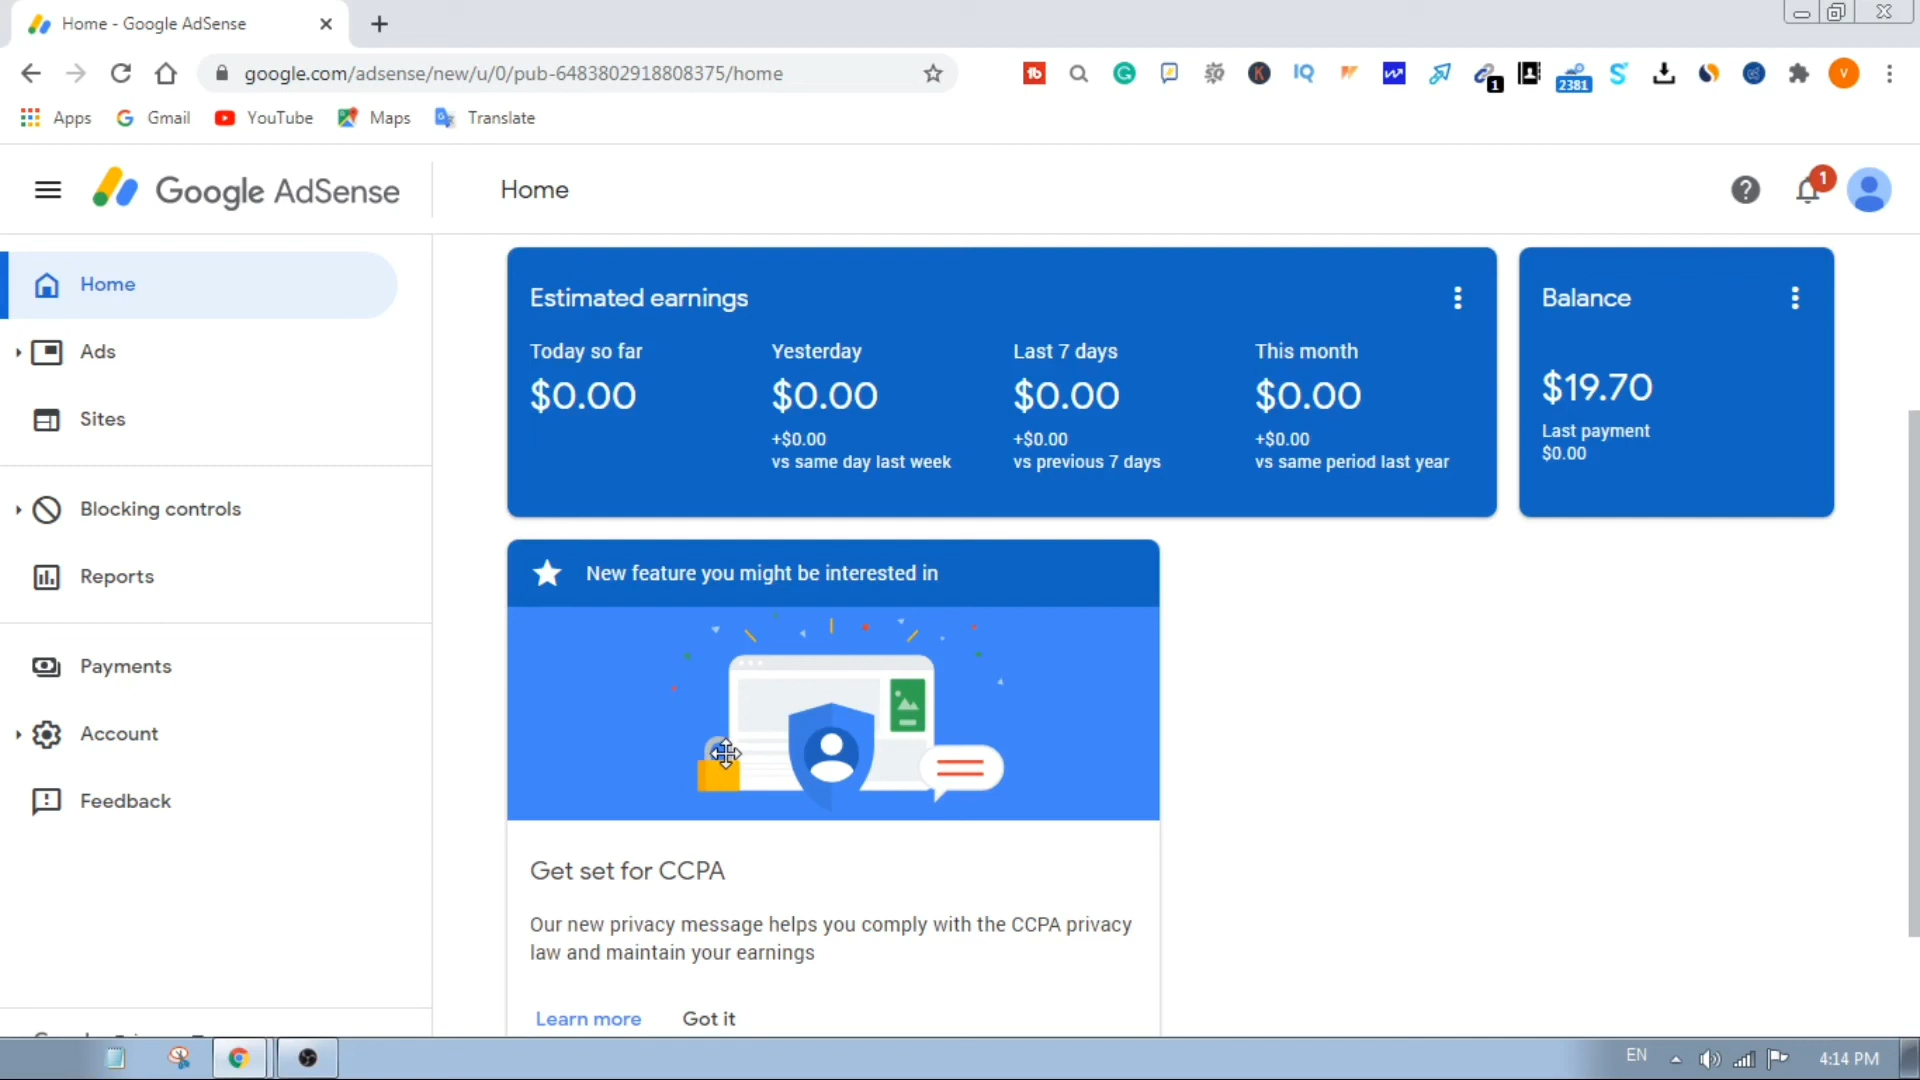 Home - Google AdSense
google.com/adsense/new/u/0/pub-6483802918808375/home
1
2381
V
Apps
Gmail
YouTube
Maps
Translate
Google AdSense
Home
1
Home
Ads
Sites
Blocking controls
Reports
Payments
Account
Feedback
Estimated earnings
Today so far
$0.00
Yesterday
$0.00
+$0.00
vs same day last week
Last 7 days
$0.00
+$0.00
vs previous 7 days
This month
$0.00
+$0.00
vs same period last year
Balance
$19.70
Last payment
$0.00
New feature you might be interested in
Get set for CCPA
Our new privacy message helps you comply with the CCPA privacy
law and maintain your earnings
Learn more
Got it
EN
4:14 PM